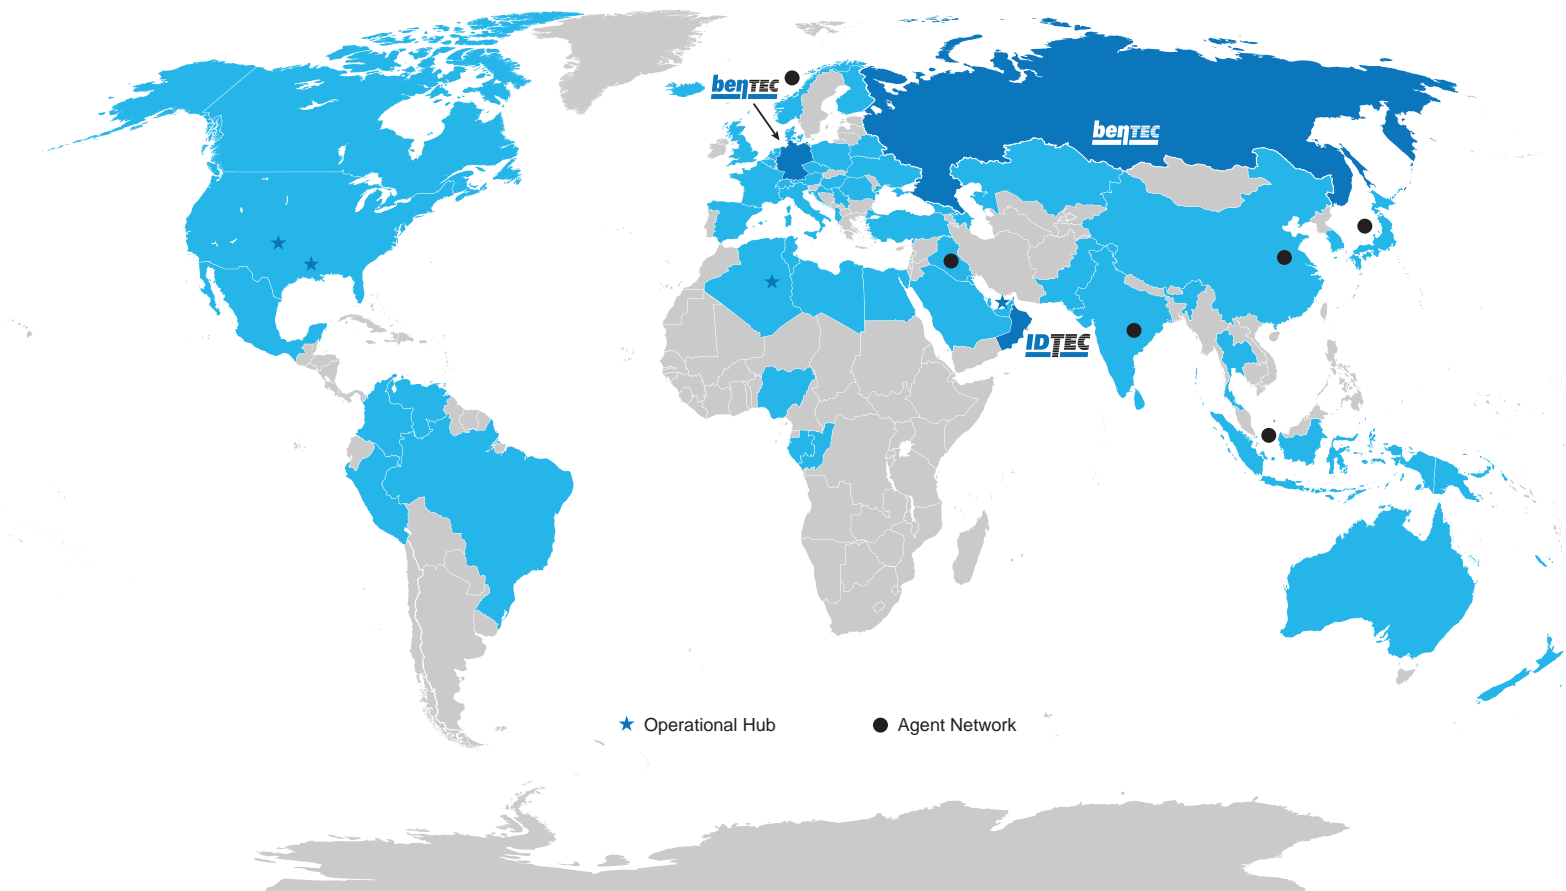 benTEC
benTEC
IDTEC
Operational Hub
Agent Network